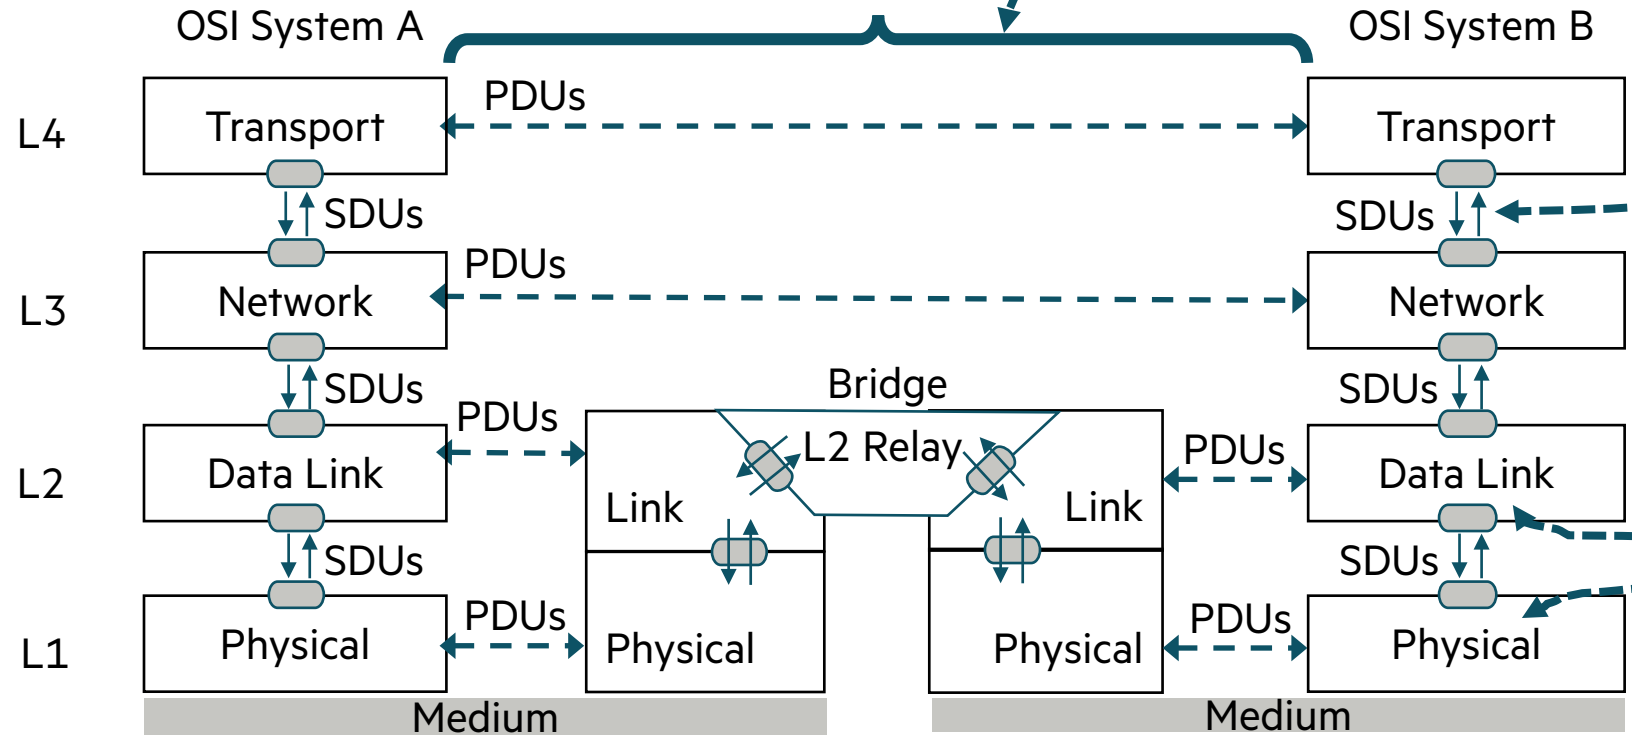 OSI System A
OSI System B
L4
Transport
PDUs
Transport
SDUs
SDUs
L3
Network
PDUs
Network
SDUs
SDUs
Bridge
L2
Data Link
PDUs
L2 Relay
Link
Link
PDUs
Data Link
SDUs
SDUs
L1
Physical
PDUs
Physical
Physical
PDUs
Physical
Medium
Medium